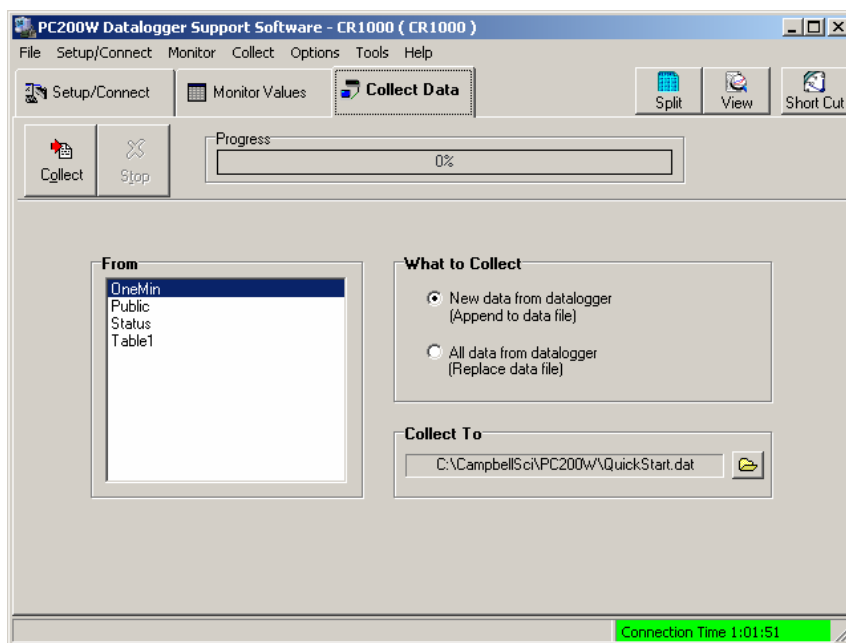 PC200W Datalogger Support Software - CR1000 ( CR1000 )
File Setup/Connect Monitor Collect Options Tools Help
Setup/Connect Monitor Values Collect Data Split View Short Cut
Progress
0%
Collect Stop
From
OneMin
Public
Status
Table1
What to Collect
New data from datalogger
(Append to data file)
All data from datalogger
(Replace data file)
Collect To
C:\CampbellSci\PC200W\QuickStart.dat
Connection Time 1:01:51